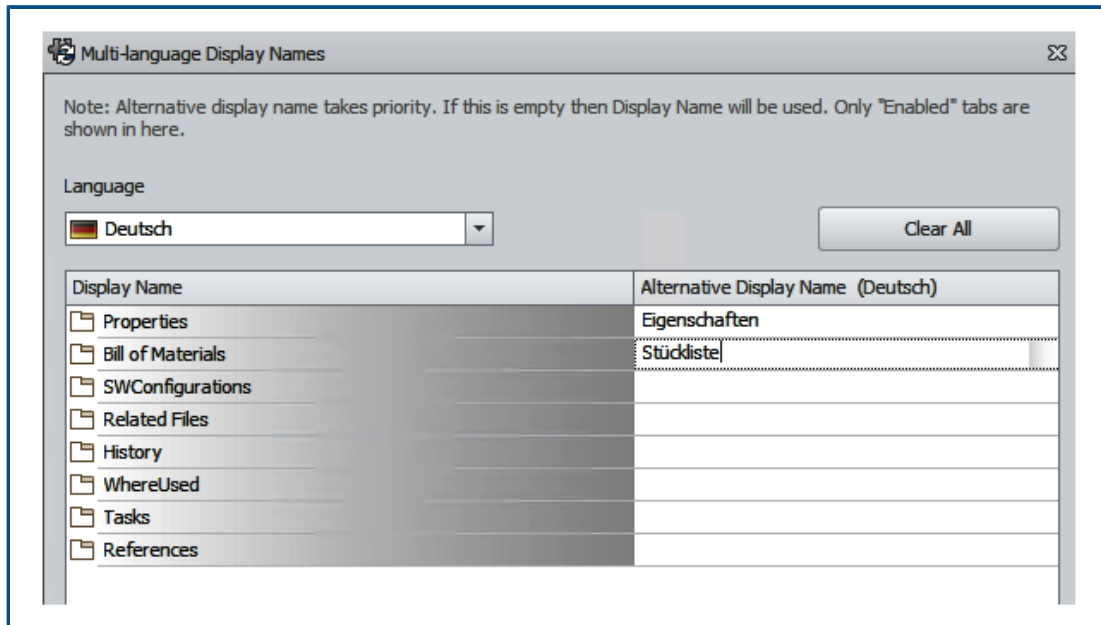 Multi-language Display Names
Note: Alternative display name takes priority. If this is empty then Display Name will be used. Only "Enabled" tabs are
shown in here.
Language
Deutsch
Clear All
Display Name Alternative Display Name (Deutsch)
Properties Eigenschaften
Bill of Materials Stückliste
SWConfigurations
Related Files
History
WhereUsed
Tasks
References